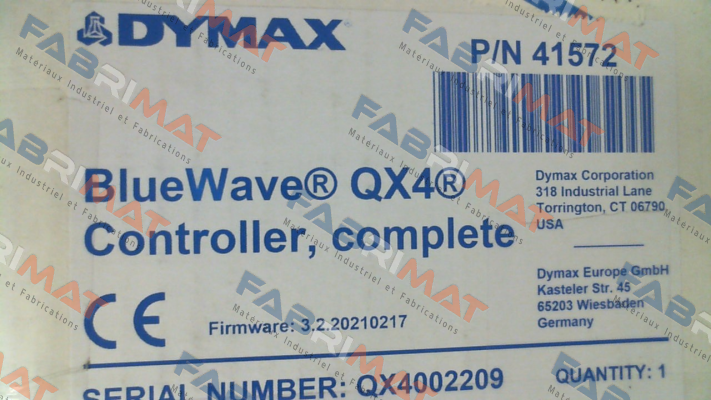 DYMAX
P/N 41572
BlueWave® QX4®
Controller, complete
Dymax Corporation
318 Industrial Lane
Torrington, CT 06790
USA
Dymax Europe GmbH
Kasteler Str. 45
65203 Wiesbaden
Germany
CE
Firmware: 3.2.20210217
SERIAL NUMBER: QX4002209
QUANTITY: 1
FABRIMAT
Materiaux Industriel et Fabrications